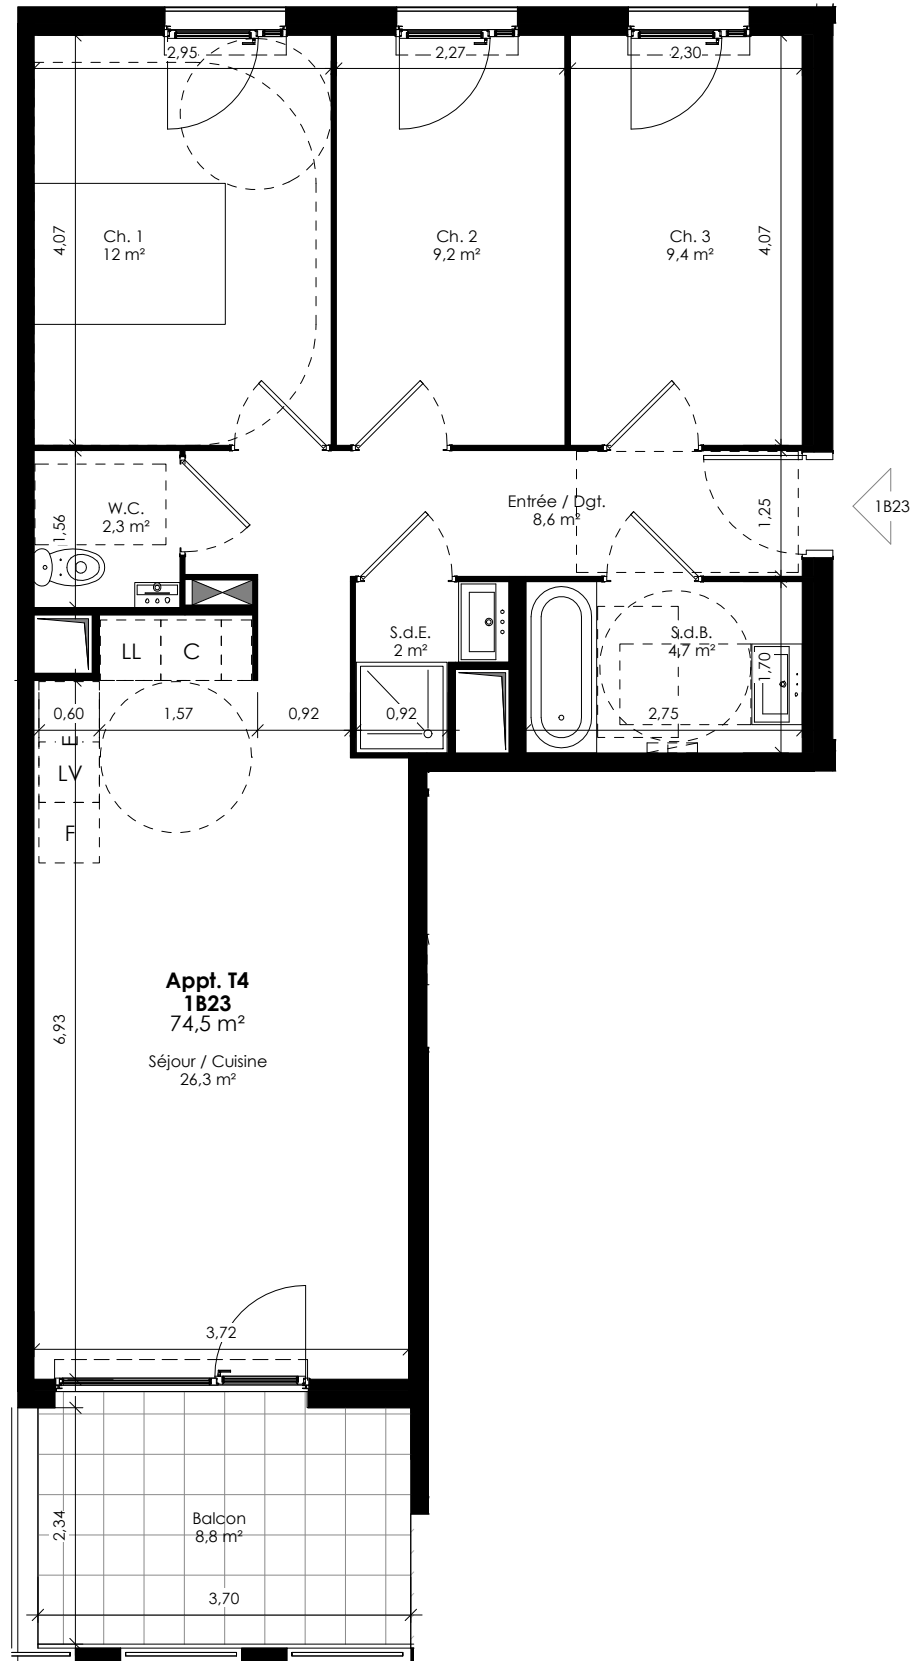 2,95
2,27
2,30
4,07
Ch. 1
12 m²
Ch. 2
9,2 m²
Ch. 3
9,4 m²
4,07
W.C.
2,3 m²
1,56
Entrée / Dgt.
8,6 m²
1,25
1B23
LL
C
S.d.E.
2 m²
S.d.B.
4,7 m²
1,70
0,60
1,57
0,92
0,92
2,75
E
LV
F
Appt. T4
1B23
74,5 m²
Séjour / Cuisine
26,3 m²
6,93
3,72
Balcon
8,8 m²
2,34
3,70